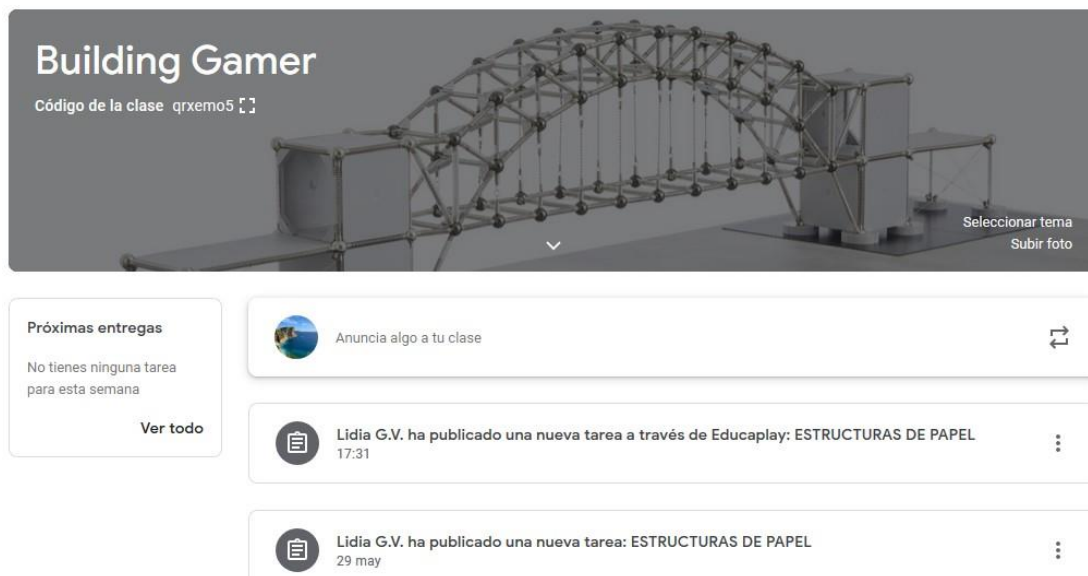 Building Gamer
Código de la clase qrxemo5
Seleccionar tema
Subir foto
Próximas entregas
No tienes ninguna tarea
para esta semana
Ver todo
Anuncia algo a tu clase
Lidia G.V. ha publicado una nueva tarea a través de Educaplay: ESTRUCTURAS DE PAPEL
17:31
Lidia G.V. ha publicado una nueva tarea: ESTRUCTURAS DE PAPEL
29 may